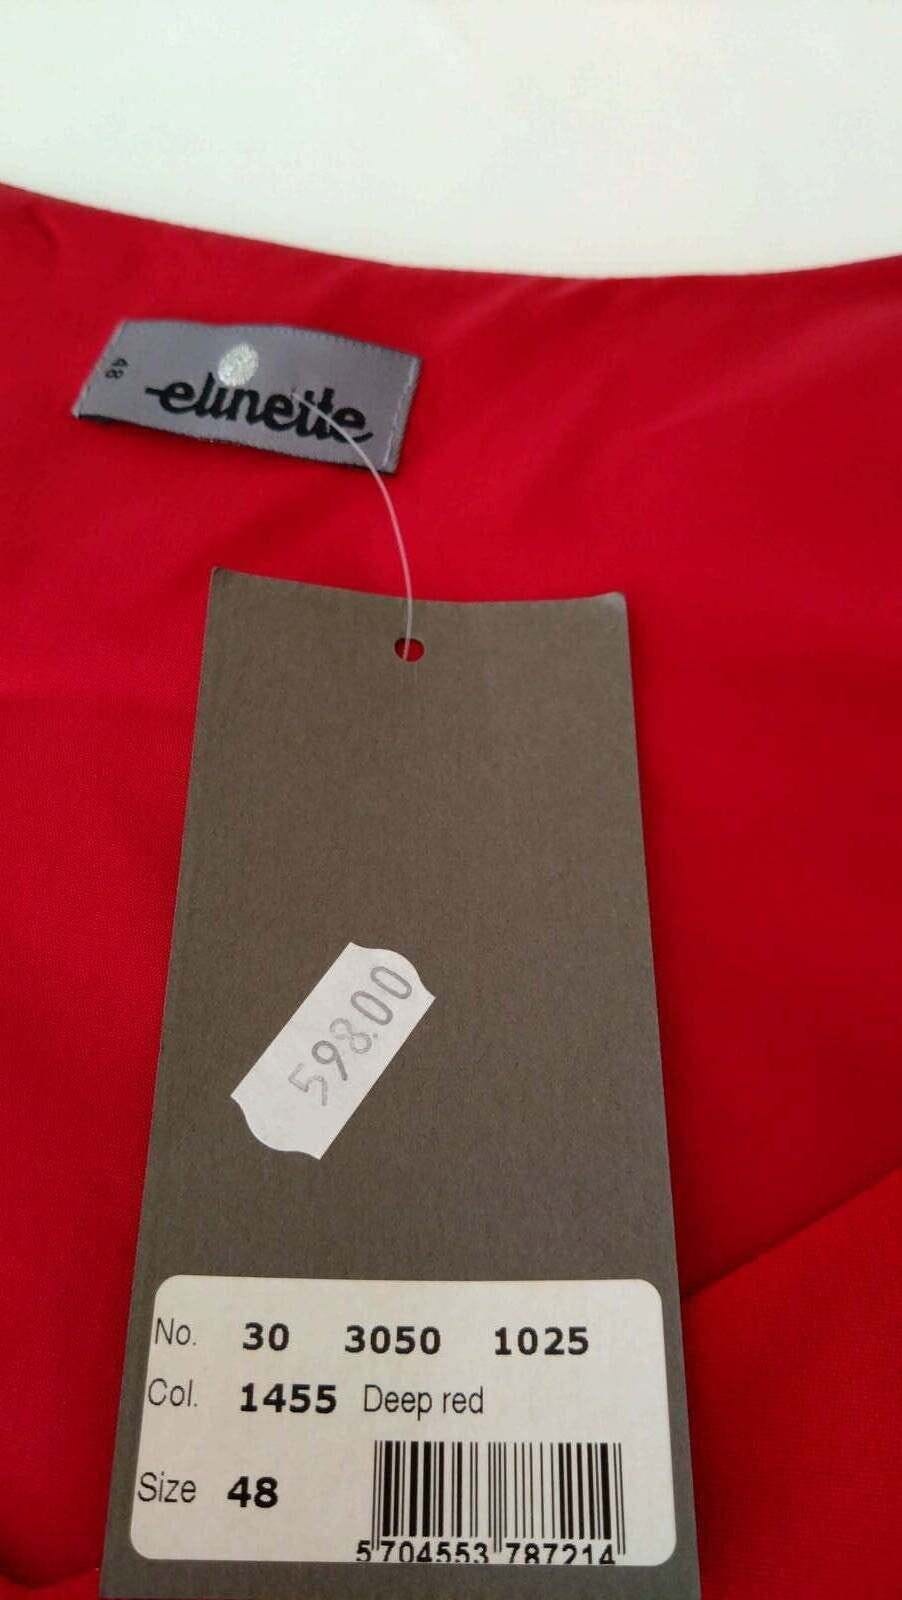 48
elinette
598.00
No. 30 3050 1025
Col. 1455 Deep red
Size 48
5704553 787214